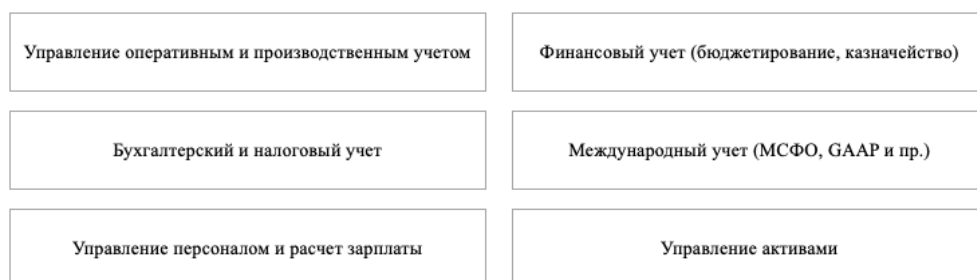 Управление оперативным и производственным учетом
Финансовый учет (бюджетирование, казначейство)
Бухгалтерский и налоговый учет
Международный учет (МСФО, GAAP и пр.)
Управление персоналом и расчет зарплаты
Управление активами